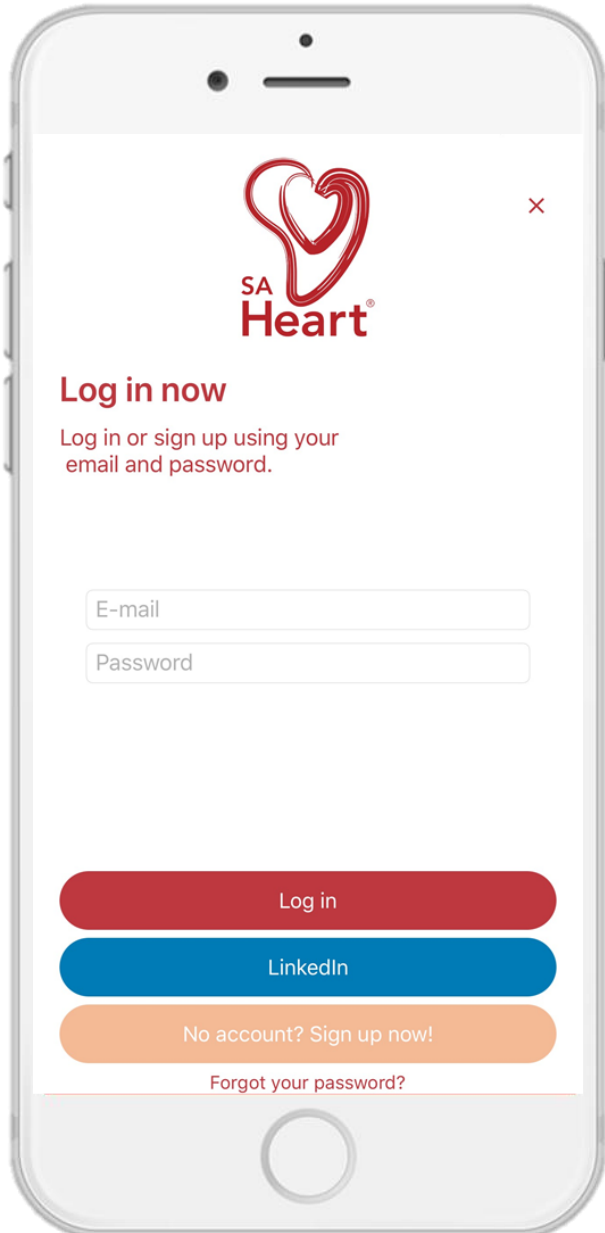 SA
Heart®
Log in now
Log in or sign up using your
email and password.
E-mail
Password
Log in
LinkedIn
No account? Sign up now!
Forgot your password?